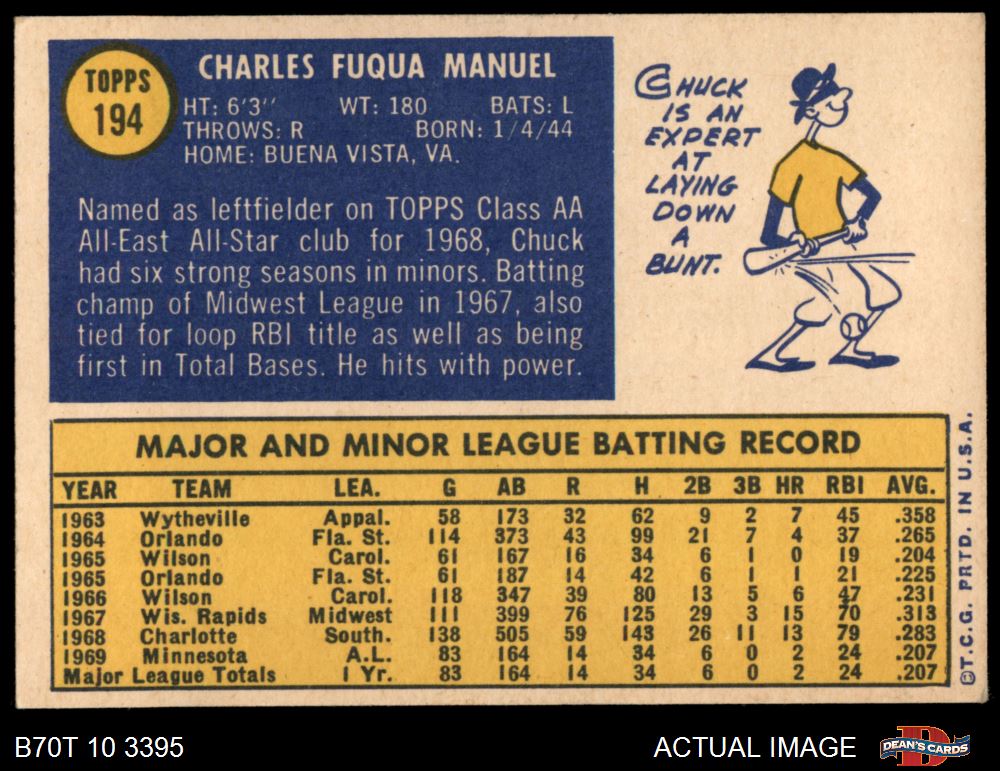 TOPPS
194
CHARLES FUQUA MANUEL
HT: 6'3" WT: 180 BATS: L
THROWS: R BORN: 1/4/44
HOME: BUENA VISTA, VA.
Named as leftfielder on TOPPS Class AA
All-East All-Star club for 1968, Chuck
had six strong seasons in minors. Batting
champ of Midwest League in 1967, also
tied for loop RBI title as well as being
first in Total Bases. He hits with power.
CHUCK
IS AN
EXPERT
AT
LAYING
DOWN
A
BUNT.
MAJOR AND MINOR LEAGUE BATTING RECORD
YEAR TEAM LEA. G AB R H 2B 3B HR RBI AVG.
1963 Wytheville Appal. 58 173 32 62 9 2 7 45 .358
1964 Orlando Fla. St. 114 373 43 99 21 7 4 37 .265
1965 Wilson Carol. 61 167 16 34 6 1 0 19 .204
1965 Orlando Fla. St. 61 187 14 42 6 1 1 21 .225
1966 Wilson Carol. 118 347 39 80 13 5 6 47 .231
1967 Wis. Rapids Midwest 111 399 76 125 29 3 15 70 .313
1968 Charlotte South. 138 505 59 143 26 11 13 79 .283
1969 Minnesota A.L. 83 164 14 34 6 0 2 24 .207
Major League Totals 1 Yr. 83 164 14 34 6 0 2 24 .207
©T.C.G. PRTD. IN U.S.A.
B70T 10 3395
ACTUAL IMAGE
DEAN'S CARDS